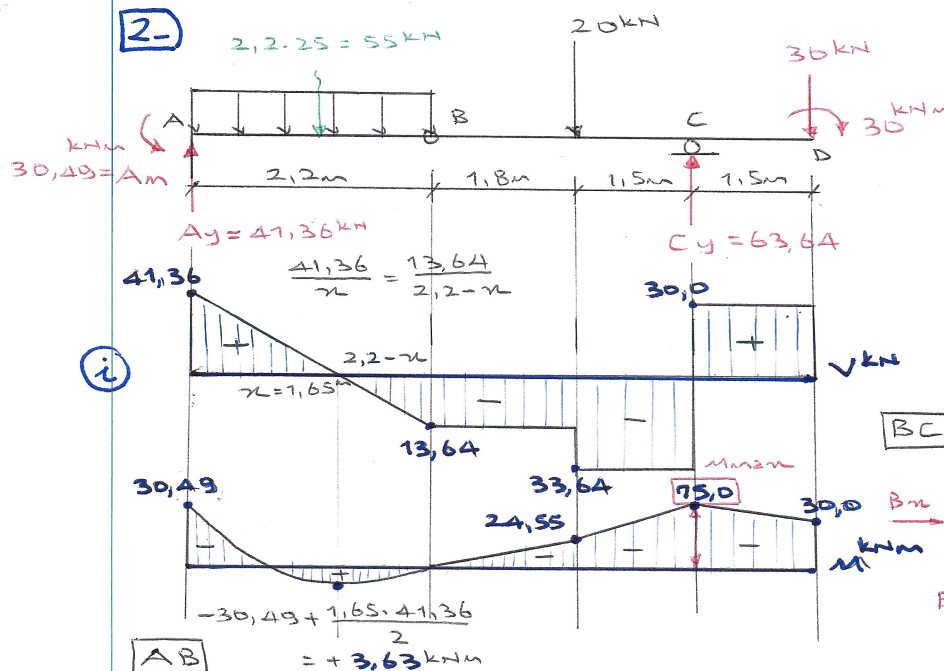 2-
2,2.25 = 55 kN
20 kN
30 kN
A
B
C
D
30 kNm
kNm
30,49 = Am
2,2m
1,8m
1,5m
1,5m
Ay = 41,36 kN
Cy = 63,64
41,36
41,36/x = 13,64/2,2-x
30,0
+
2,2-x
+
V kN
i
x = 1,65m
-
-
13,64
33,64
BC
Mmax
30,49
24,55
75,0
30,0
Bx
kNm
-
+
-
-
-
M
-30,49 + 1,65.41,36/2
= + 3,63 kNm
AB